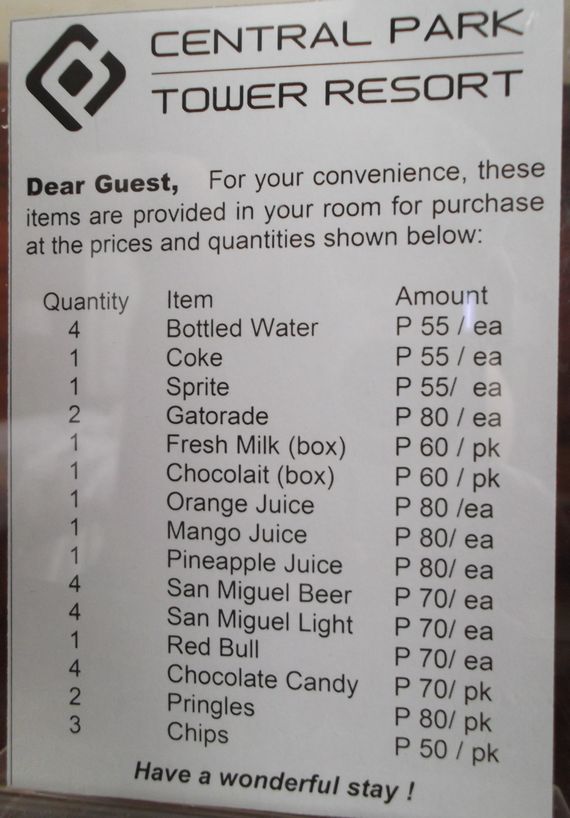 CENTRAL PARK
TOWER RESORT
Dear Guest, For your convenience, these
items are provided in your room for purchase
at the prices and quantities shown below:
Quantity Item Amount
4 Bottled Water P 55 / ea
1 Coke P 55 / ea
1 Sprite P 55/ ea
2 Gatorade P 80 / ea
1 Fresh Milk (box) P 60 / pk
1 Chocolait (box) P 60 / pk
1 Orange Juice P 80 /ea
1 Mango Juice P 80/ ea
1 Pineapple Juice P 80/ ea
4 San Miguel Beer P 70/ ea
4 San Miguel Light P 70/ ea
1 Red Bull P 70/ ea
4 Chocolate Candy P 70/ pk
2 Pringles P 80/ pk
3 Chips P 50 / pk
Have a wonderful stay !